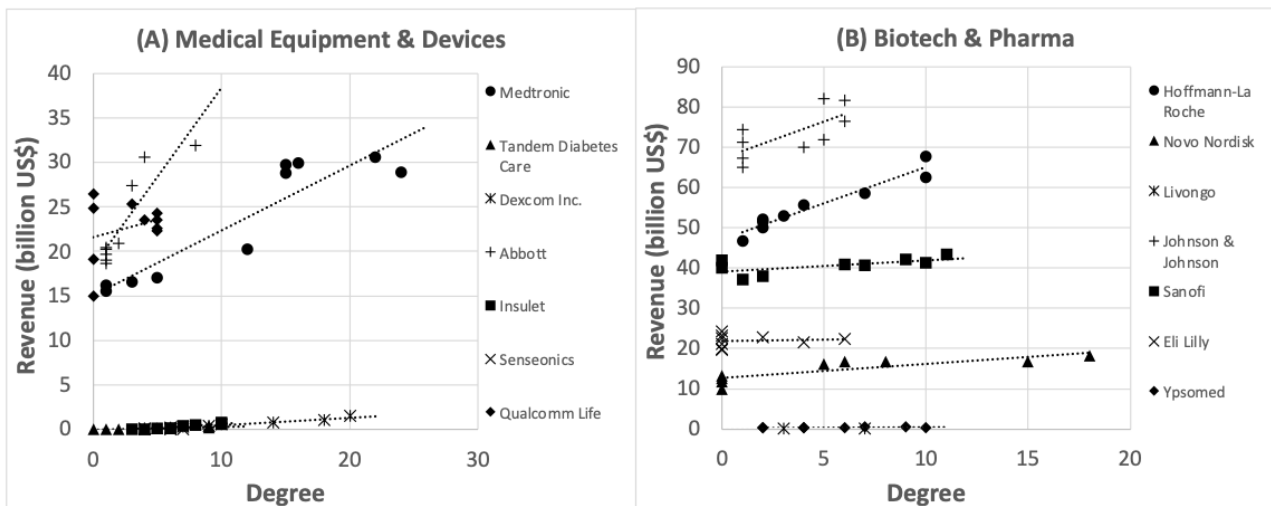 (A) Medical Equipment & Devices
Revenue (billion US$)
40
35
30
25
20
15
10
5
0
0 10 20 30
Degree
Medtronic
Tandem Diabetes
Care
Dexcom Inc.
Abbott
Insulet
Senseonics
Qualcomm Life
(B) Biotech & Pharma
Revenue (billion US$)
90
80
70
60
50
40
30
20
10
0
0 5 10 15 20
Degree
Hoffmann-La
Roche
Novo Nordisk
Livongo
Johnson &
Johnson
Sanofi
Eli Lilly
Ypsomed